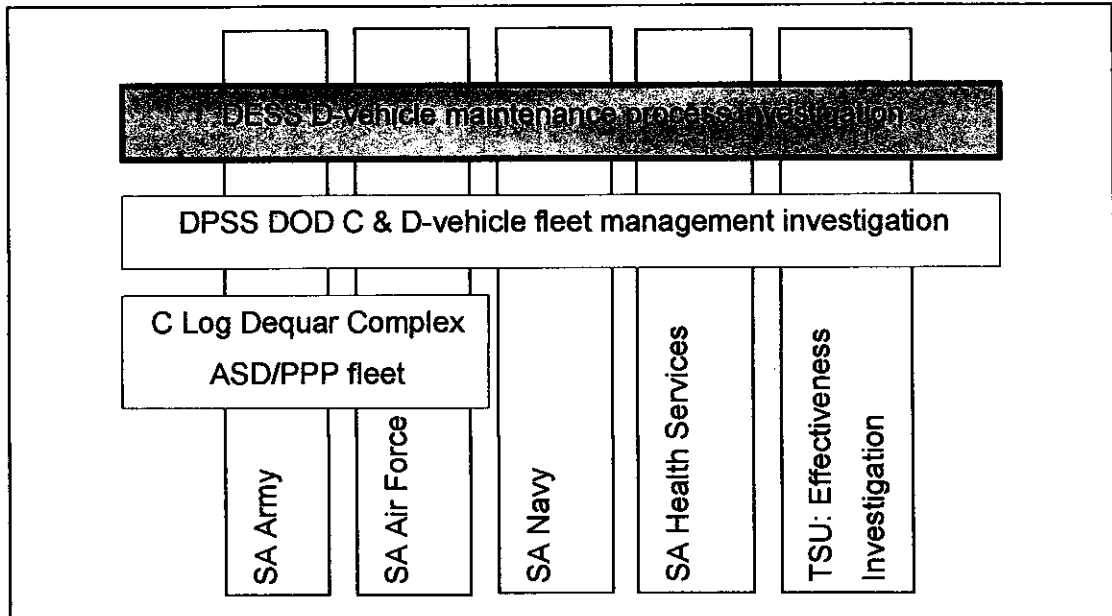 DESS D-vehicle maintenance process investigation
DPSS DOD C & D-vehicle fleet management investigation
C Log Dequar Complex
ASD/PPP fleet
SA Army
SA Air Force
SA Navy
SA Health Services
TSU: Effectiveness
Investigation